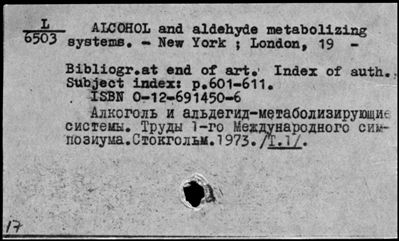 L
6503
ALCOHOL and aldehyde metabolizing
systems. - New York ; London, 19 -
Bibliogr.at end of art. Index of auth.
Subject index: p.601-611.
ISBN 0-12-691450-6
Алкоголь и альдегид-метаболизирующие
системы. Труды 1-го Международного сим-
позиума.Стокгольм.1973./Т.1/.
17